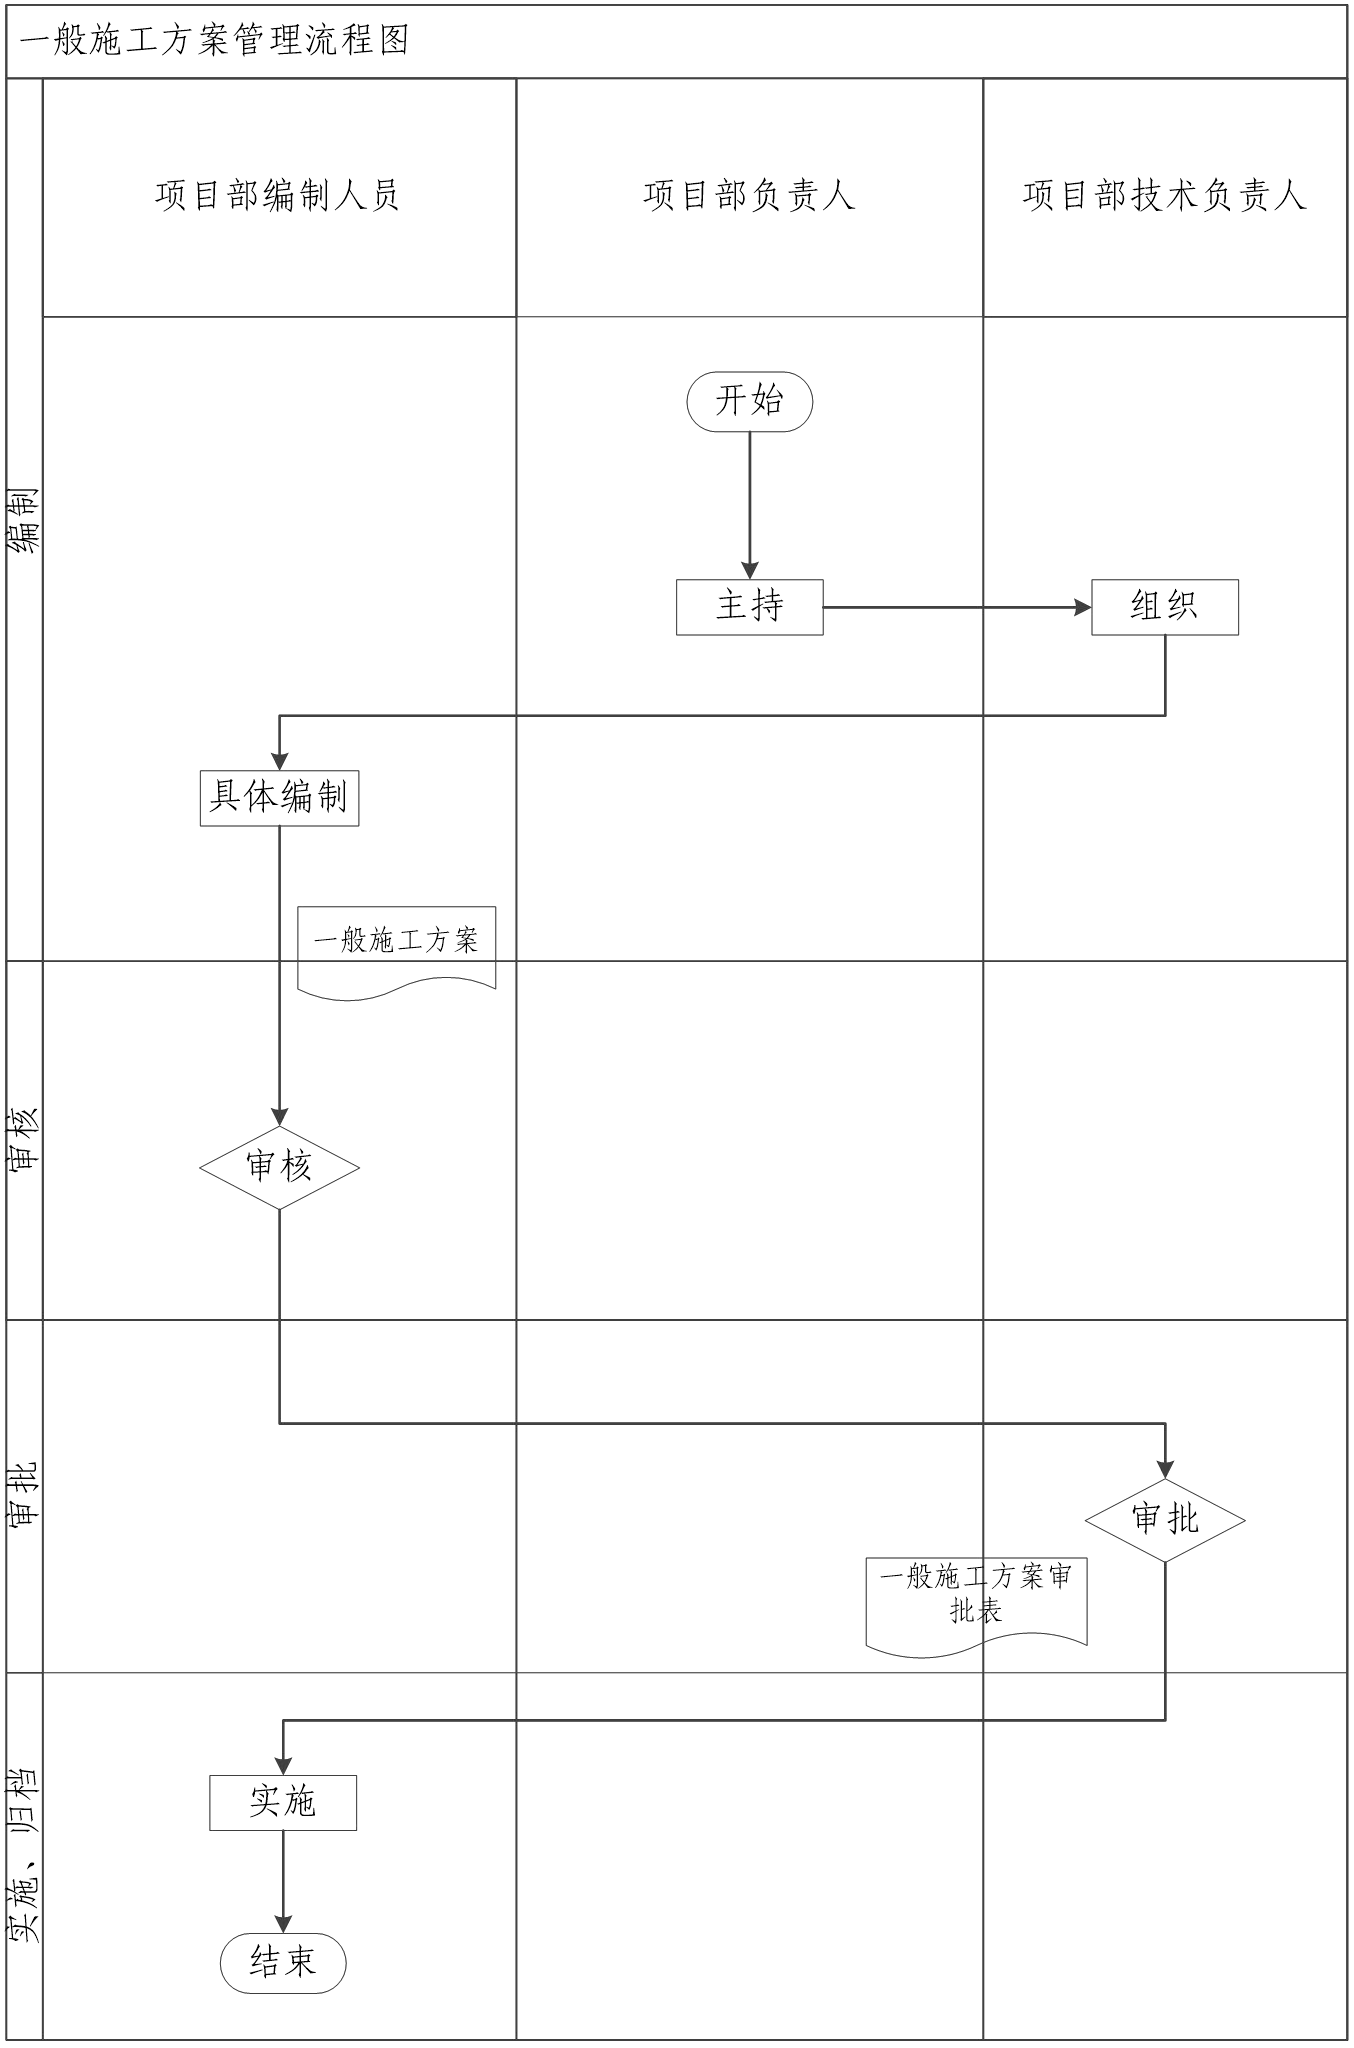 一般施工方案管理流程图
项目部编制人员
项目部负责人
项目部技术负责人
编制
开始
主持
组织
具体编制
一般施工方案
审核
审核
审批
审批
一般施工方案审
批表
实施、归档
实施
结束